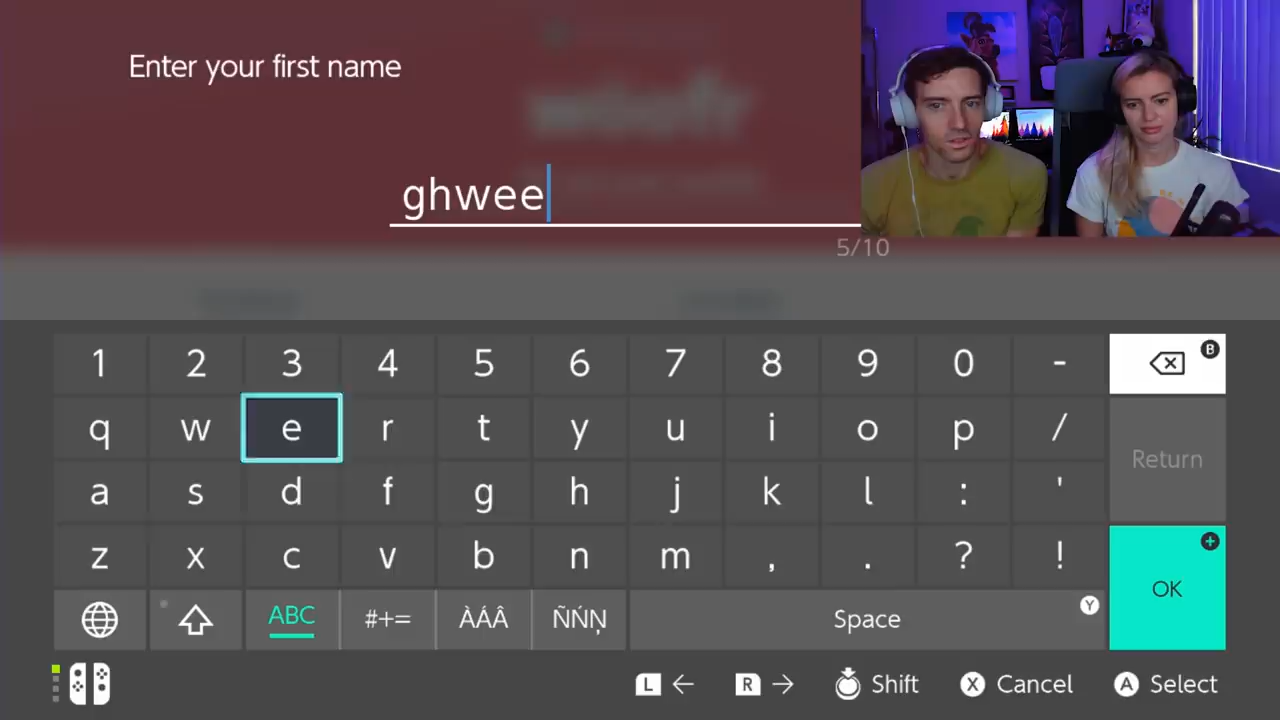 Enter your first name
ghwee
5/10
1 2 3 4 5 6 7 8 9 0 - B
q w e r t y u i o p /
Return
a s d f g h j k l : '
z x c v b n m , . ? ! +
OK
ABC #+= ÀÁÂ ÑŃŅ Space Y
L ← R → Shift X Cancel A Select